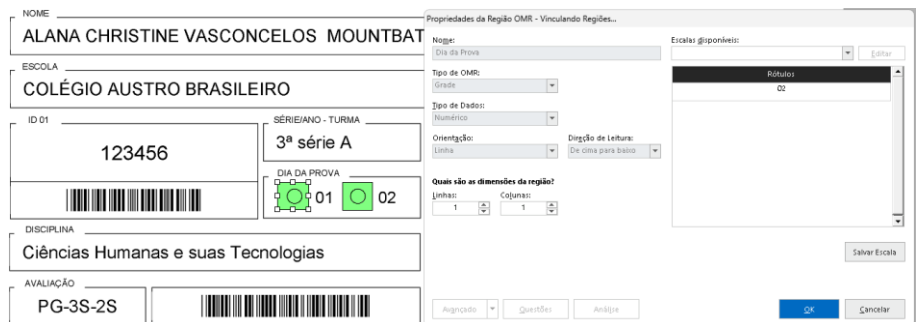 NOME
ALANA CHRISTINE VASCONCELOS MOUNTBAT
ESCOLA
COLÉGIO AUSTRO BRASILEIRO
ID 01
123456
SÉRIE/ANO - TURMA
3ª série A
DIA DA PROVA
01 02
DISCIPLINA
Ciências Humanas e suas Tecnologias
AVALIAÇÃO
PG-3S-2S
Propriedades da Região OMR - Vinculando Regiões...
Nome:
Dia da Prova
Tipo de OMR:
Grade
Tipo de Dados:
Numérico
Orientação:
Linha
Direção de Leitura:
De cima para baixo
Quais são as dimensões da região?
Linhas: Colunas:
1 1
Escalas disponíveis:
Editar
Rótulos
02
Salvar Escala
Avançado Questões Análise OK Cancelar